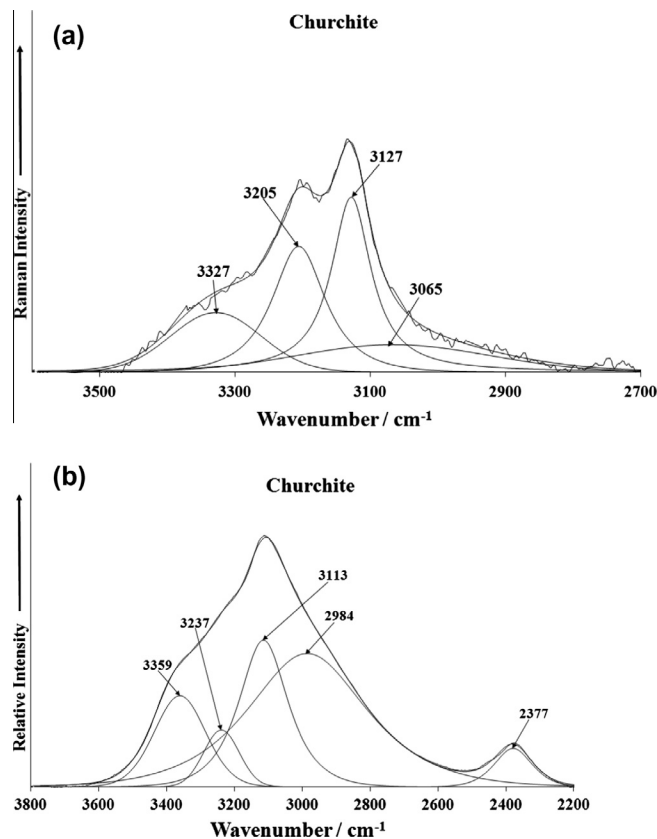 (a)
Churchite
Raman Intensity
3127
3205
3327
3065
3500 3300 3100 2900 2700
Wavenumber / cm-1
(b)
Churchite
Relative Intensity
3113
2984
3237
3359
2377
3800 3600 3400 3200 3000 2800 2600 2400 2200
Wavenumber / cm-1